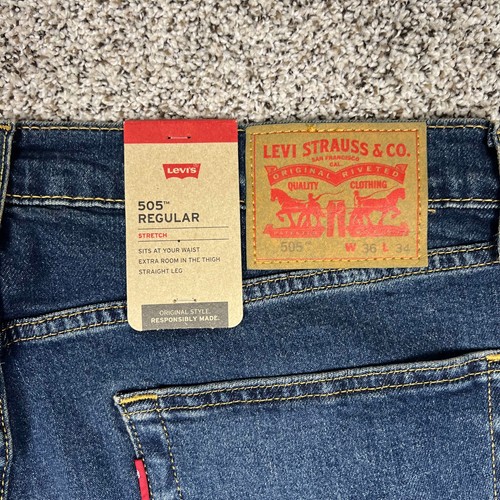 Levi's
505™
REGULAR
STRETCH
SITS AT YOUR WAIST
EXTRA ROOM IN THE THIGH
STRAIGHT LEG
ORIGINAL STYLE.
RESPONSIBLY MADE.
LEVI STRAUSS & CO.
SAN FRANCISCO
CAL.
ORIGINAL RIVETED
QUALITY CLOTHING
505 W 36 L 34